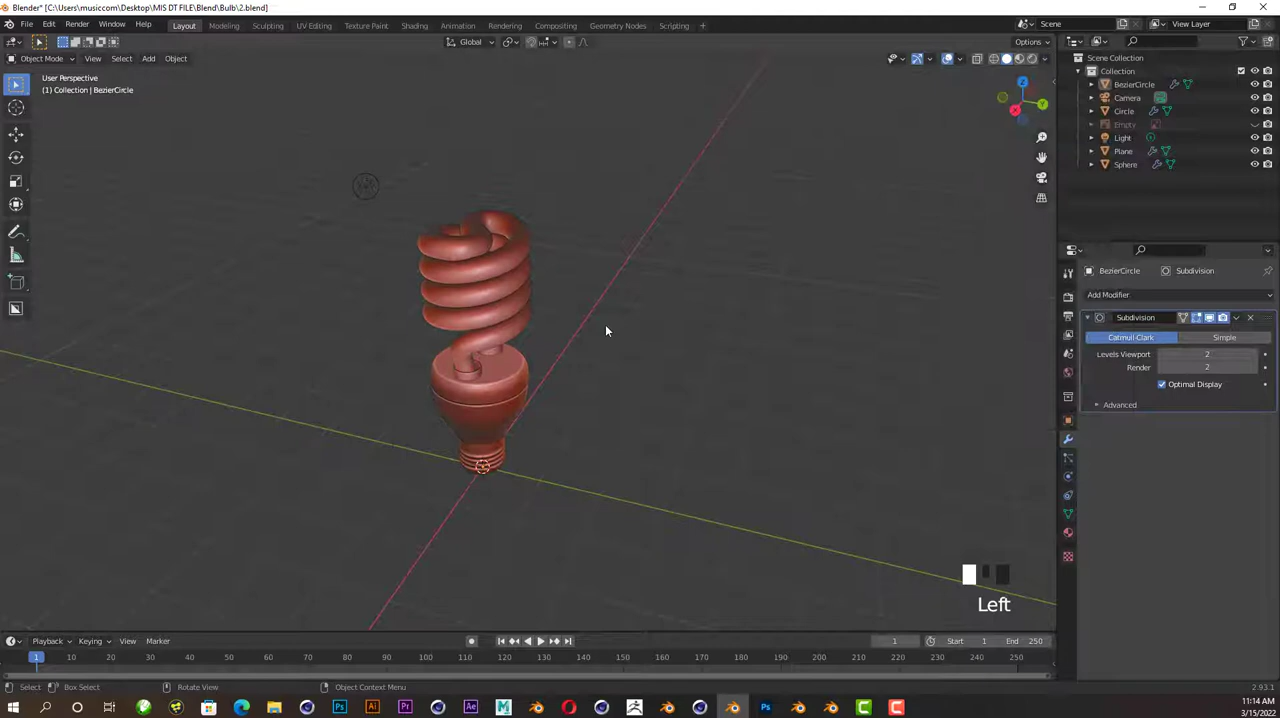 Blender* [C:\Users\musiccom\Desktop\MIS DT FILE\Blend\Bulb\2.blend]
File Edit Render Window Help Layout Modeling Sculpting UV Editing Texture Paint Shading Animation Rendering Compositing Geometry Nodes Scripting Scene View Layer
Global Options
Object Mode View Select Add Object
User Perspective
(1) Collection | BezierCircle
Scene Collection
Collection
BezierCircle
Camera
Circle
Empty
Light
Plane
Sphere
BezierCircle Subdivision
Add Modifier
Subdivision
Catmull-Clark Simple
Levels Viewport 2
Render 2
Optimal Display
Advanced
Z
Y
X
Left
Playback Keying View Marker 1 Start 1 End 250
1 10 20 30 40 50 60 70 80 90 100 110 120 130 140 150 160 170 180 190 200 210 220 230 240 250
Select Box Select Rotate View Object Context Menu 2.93.1
11:14 AM
3/15/2022